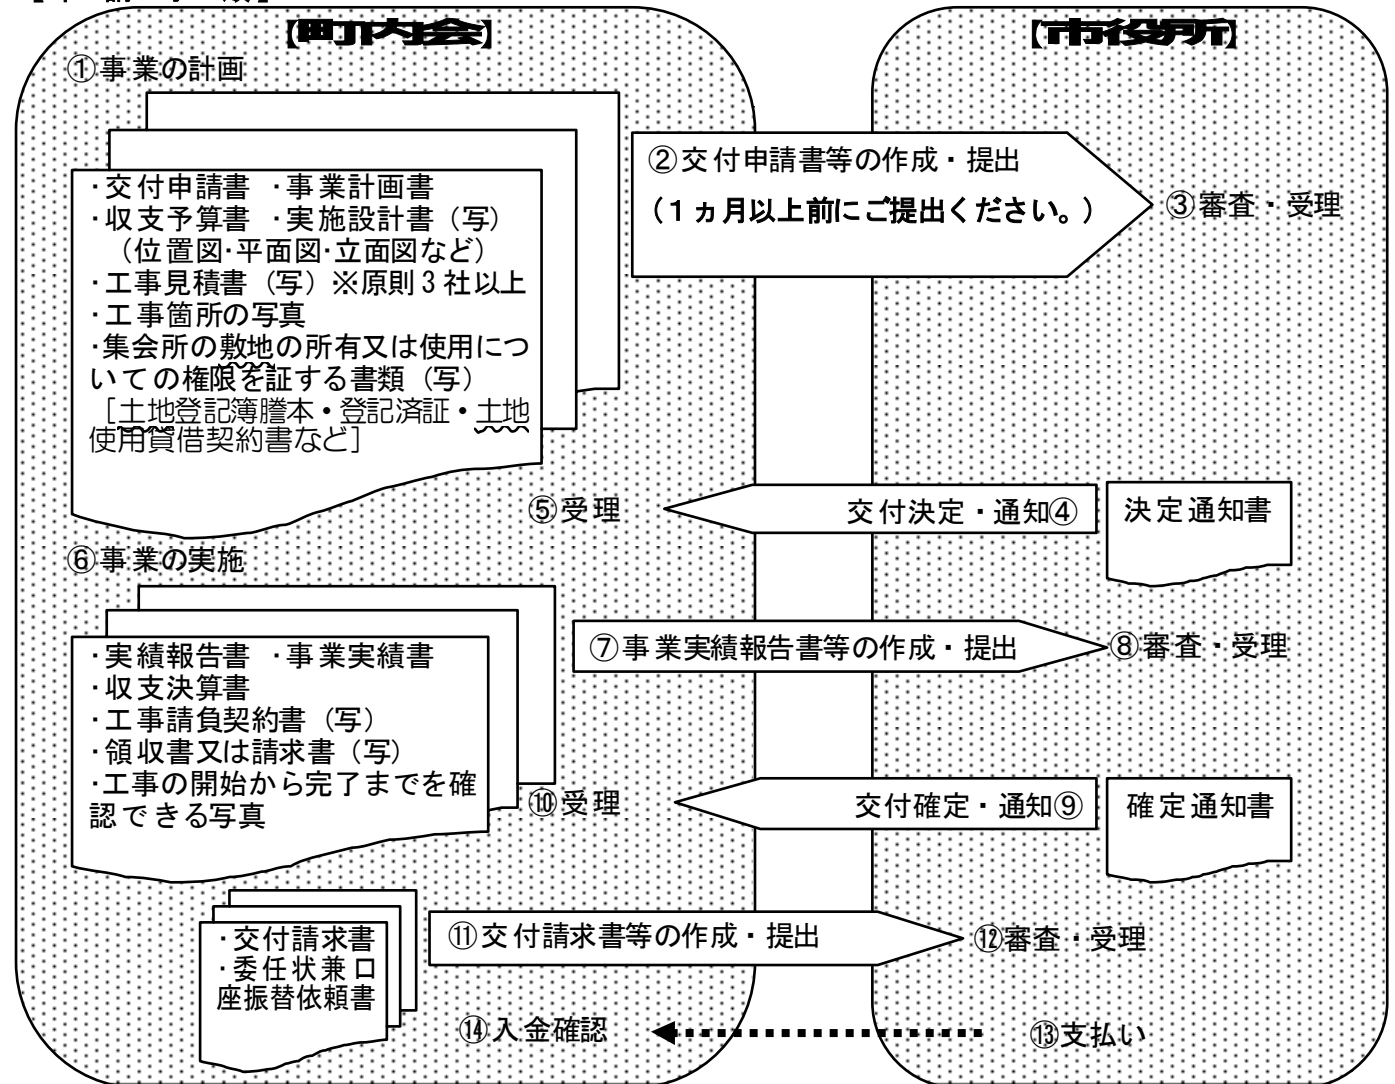 【町内会】
【市役所】
①事業の計画
②交付申請書等の作成・提出
（１ヵ月以上前にご提出ください。）
③審査・受理
・交付申請書 ・事業計画書
・収支予算書 ・実施設計書（写）
（位置図・平面図・立面図など）
・工事見積書（写）※原則３社以上
・工事箇所の写真
・集会所の敷地の所有又は使用につ
いての権限を証する書類（写）
［土地登記簿謄本・登記済証・土地
使用貸借契約書など］
⑤受理
交付決定・通知④
決定通知書
⑥事業の実施
⑦事業実績報告書等の作成・提出
⑧審査・受理
・実績報告書 ・事業実績書
・収支決算書
・工事請負契約書（写）
・領収書又は請求書（写）
・工事の開始から完了までを確
認できる写真
⑩受理
交付確定・通知⑨
確定通知書
⑪交付請求書等の作成・提出
⑫審査・受理
・交付請求書
・委任状兼口
座振替依頼書
⑭入金確認
⑬支払い